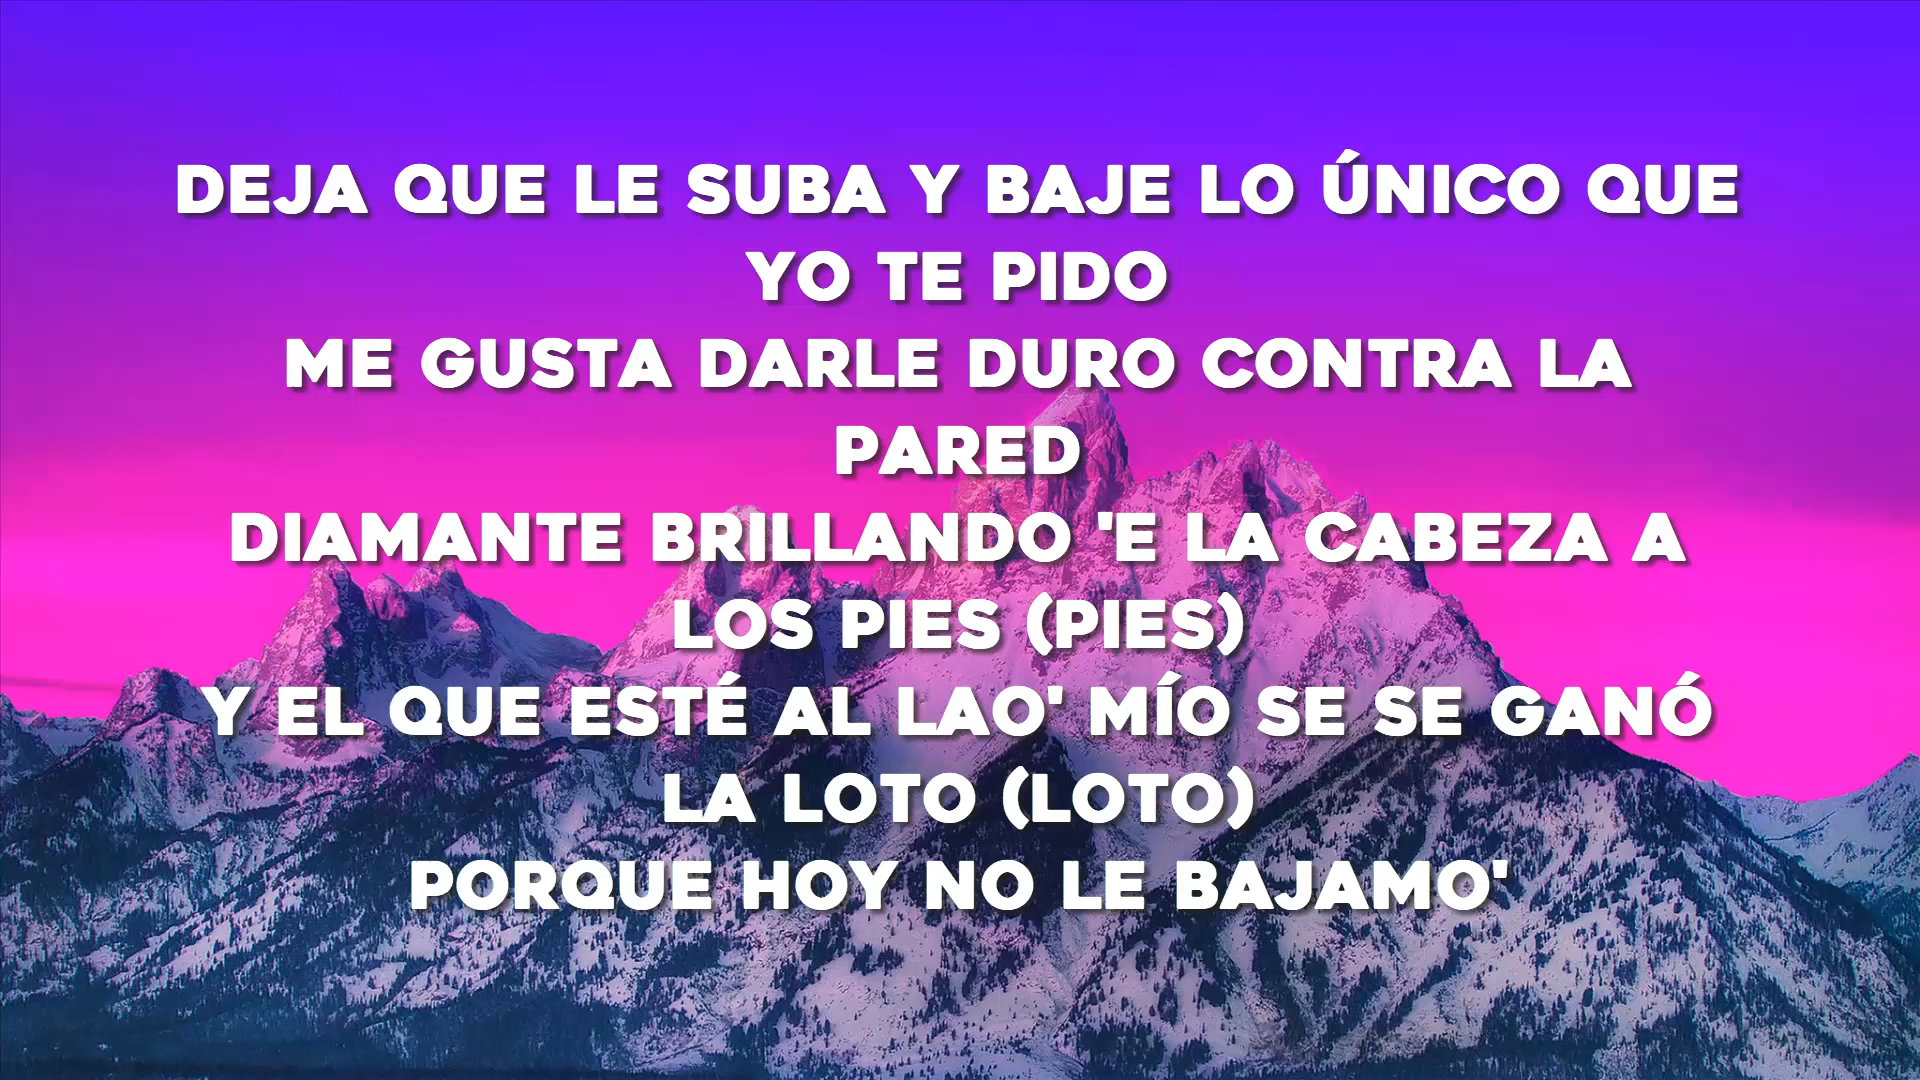 DEJA QUE LE SUBA Y BAJE LO ÚNICO QUE
YO TE PIDO
ME GUSTA DARLE DURO CONTRA LA
PARED
DIAMANTE BRILLANDO 'E LA CABEZA A
LOS PIES (PIES)
Y EL QUE ESTÉ AL LAO' MÍO SE SE GANÓ
LA LOTO (LOTO)
PORQUE HOY NO LE BAJAMO'